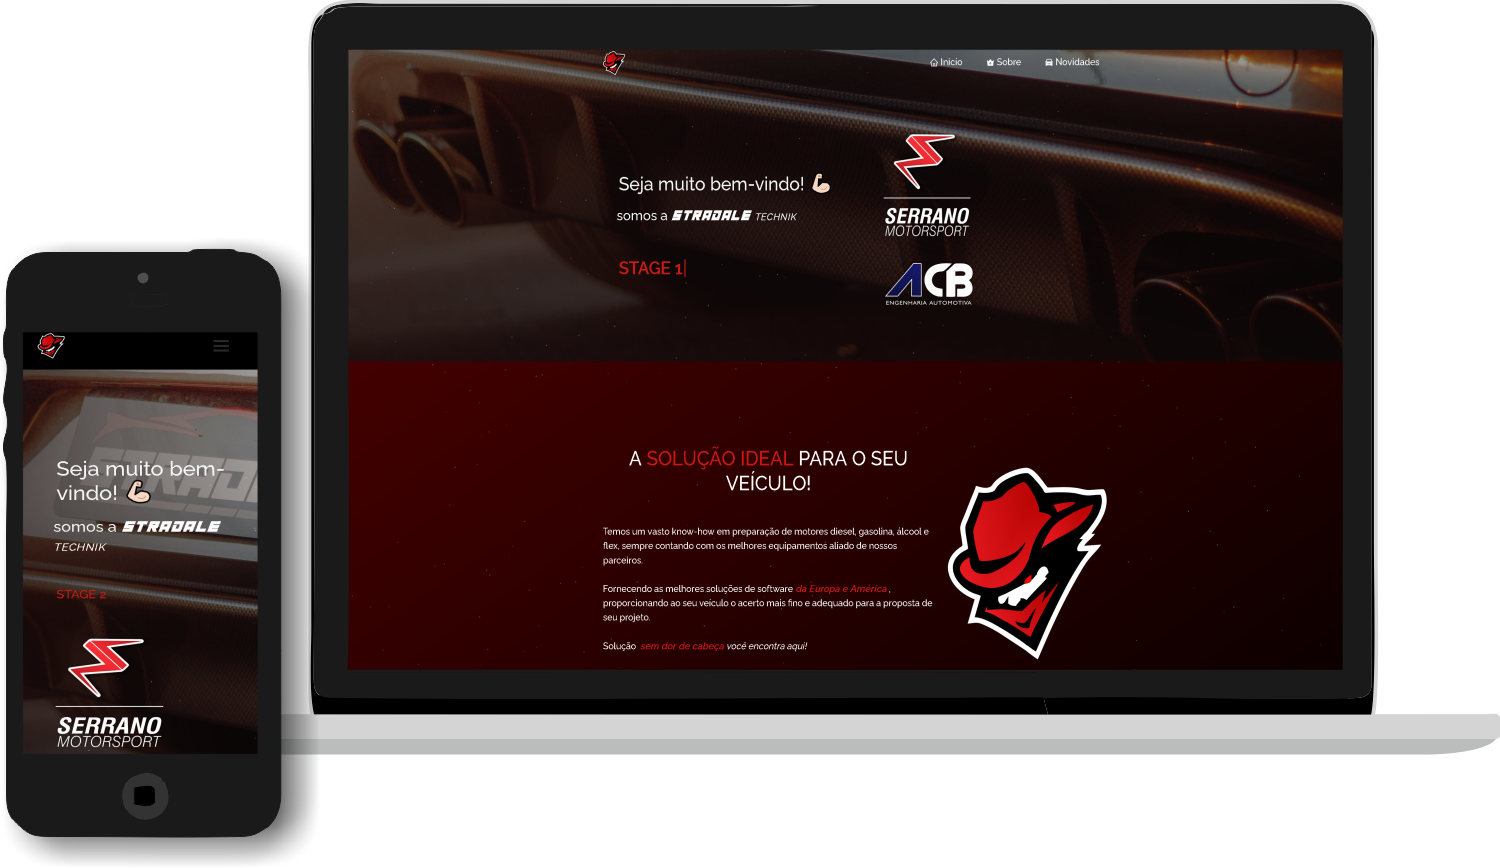 Inicio
Sobre
Novidades
Seja muito bem-vindo! 💪🏻
somos a STRADALE TECHNIK
STAGE 1|
SERRANO
MOTORSPORT
ACB
ENGENHARIA AUTOMOTIVA
A SOLUÇÃO IDEAL PARA O SEU
VEÍCULO!
Temos um vasto know-how em preparação de motores diesel, gasolina, álcool e
flex, sempre contando com os melhores equipamentos aliado de nossos
parceiros.
Fornecendo as melhores soluções de software da Europa e América ,
proporcionando ao seu veículo o acerto mais fino e adequado para a proposta de
seu projeto.
Solução sem dor de cabeça você encontra aqui!
Seja muito bem-
vindo! 💪🏻
somos a STRADALE
TECHNIK
STAGE 2
SERRANO
MOTORSPORT